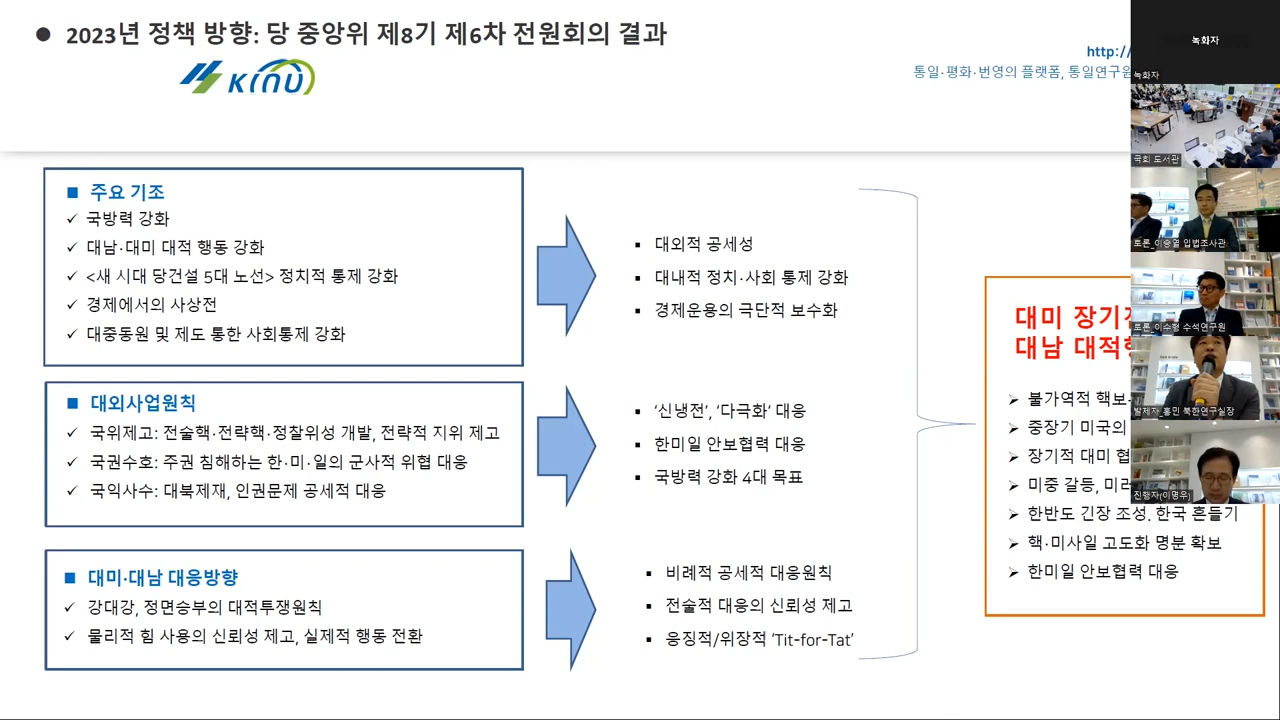 2023년 정책 방향: 당 중앙위 제8기 제6차 전원회의 결과
KINU
http://
통일·평화·번영의 플랫폼, 통일연구원
주요 기조
국방력 강화
대남·대미 대적 행동 강화
<새 시대 당건설 5대 노선> 정치적 통제 강화
경제에서의 사상전
대중동원 및 제도 통한 사회통제 강화
대외적 공세성
대내적 정치·사회 통제 강화
경제운용의 극단적 보수화
대외사업원칙
국위제고: 전술핵·전략핵·정찰위성 개발, 전략적 지위 제고
국권수호: 주권 침해하는 한·미·일의 군사적 위협 대응
국익사수: 대북제재, 인권문제 공세적 대응
‘신냉전’, ‘다극화’ 대응
한미일 안보협력 대응
국방력 강화 4대 목표
대미·대남 대응방향
강대강, 정면승부의 대적투쟁원칙
물리적 힘 사용의 신뢰성 제고, 실제적 행동 전환
비례적 공세적 대응원칙
전술적 대응의 신뢰성 제고
응징적/위장적 ‘Tit-for-Tat’
대미 장기
대남 대적
불가역적 핵보
중장기 미국의
장기적 대미 협
미중 갈등, 미러
한반도 긴장 조성, 한국 흔들기
핵·미사일 고도화 명분 확보
한미일 안보협력 대응
녹화자
녹화자
국회 도서관
토론_이승열 입법조사관
토론_이수형 수석연구원
발제자_홍민 북한연구실장
진행자(이명우)